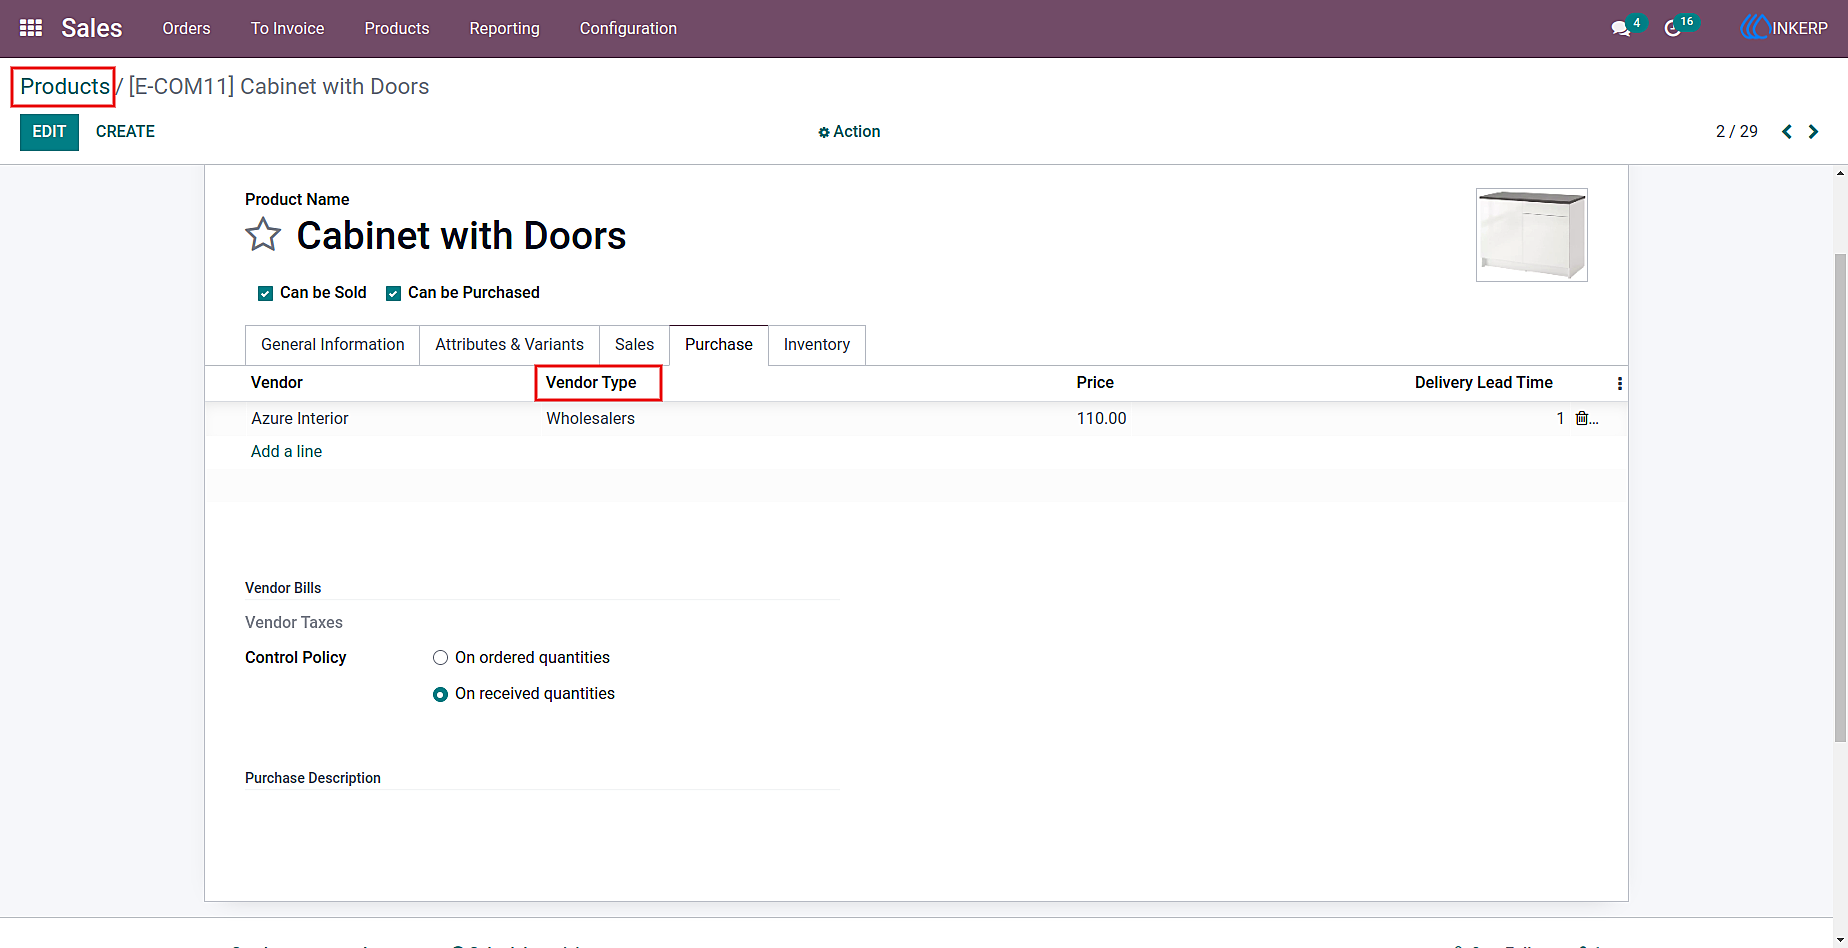 Sales Orders To Invoice Products Reporting Configuration 4 16 INKERP
Products / [E-COM11] Cabinet with Doors
EDIT CREATE Action 2 / 29
Product Name
Cabinet with Doors
Can be Sold Can be Purchased
General Information Attributes & Variants Sales Purchase Inventory
Vendor Vendor Type Price Delivery Lead Time
Azure Interior Wholesalers 110.00 1 ...
Add a line
Vendor Bills
Vendor Taxes
Control Policy On ordered quantities
On received quantities
Purchase Description